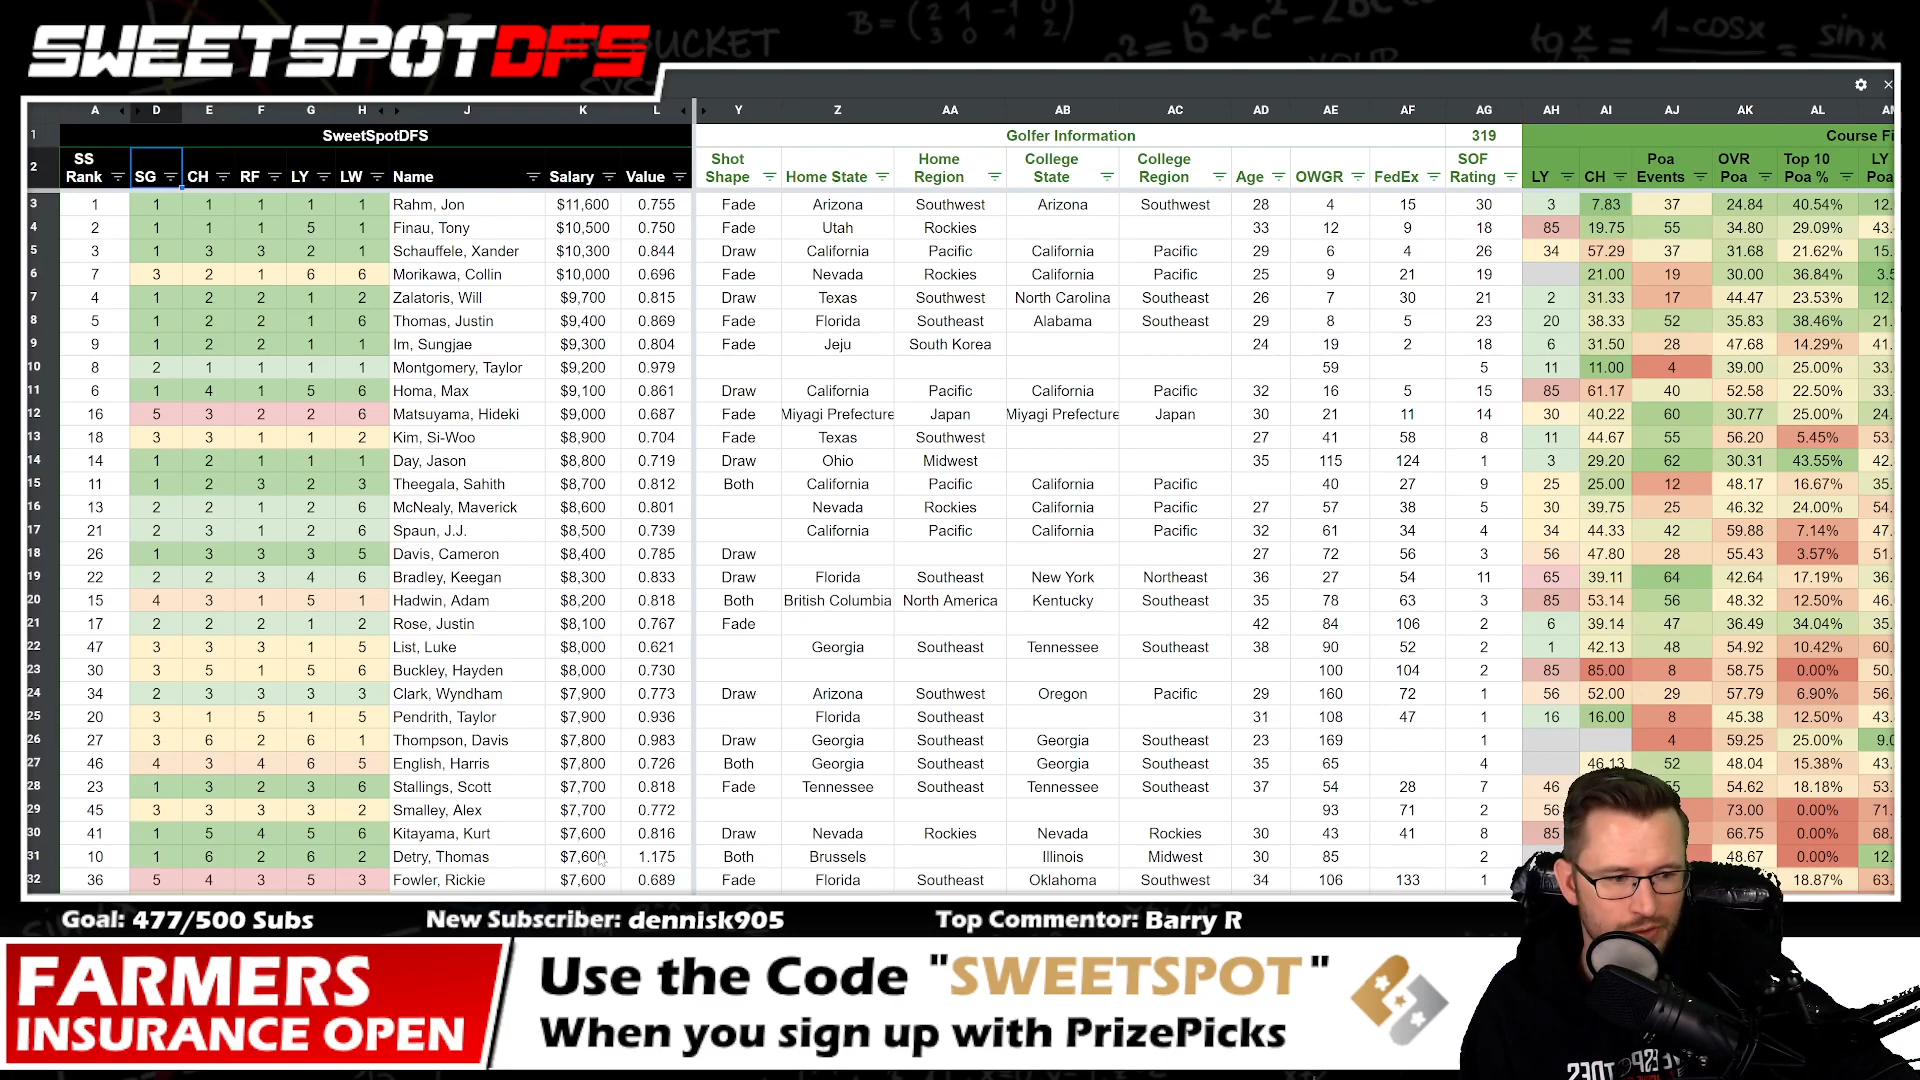 SWEETSPOTDFS
A D E F G H J K L Y Z AA AB AC AD AE AF AG AH AI AJ AK AL
1 SweetSpotDFS Golfer Information 319 Course Fi
2 SS Rank SG CH RF LY LW Name Salary Value Shot Shape Home State Home Region College State College Region Age OWGR FedEx SOF Rating LY CH Poa Events OVR Poa Top 10 Poa % LY Poa
3 1 1 1 1 1 1 Rahm, Jon $11,600 0.755 Fade Arizona Southwest Arizona Southwest 28 4 15 30 3 7.83 37 24.84 40.54% 12.
4 2 1 1 1 5 1 Finau, Tony $10,500 0.750 Fade Utah Rockies 33 12 9 18 85 19.75 55 34.80 29.09% 43.
5 3 1 3 3 2 1 Schauffele, Xander $10,300 0.844 Draw California Pacific California Pacific 29 6 4 26 34 57.29 37 31.68 21.62% 15.
6 7 3 2 1 6 6 Morikawa, Collin $10,000 0.696 Fade Nevada Rockies California Pacific 25 9 21 19 21.00 19 30.00 36.84% 3.5
7 4 1 2 2 1 2 Zalatoris, Will $9,700 0.815 Draw Texas Southwest North Carolina Southeast 26 7 30 21 2 31.33 17 44.47 23.53% 12.
8 5 1 2 2 1 6 Thomas, Justin $9,400 0.869 Fade Florida Southeast Alabama Southeast 29 8 5 23 20 38.33 52 35.83 38.46% 21.
9 9 1 2 2 1 1 Im, Sungjae $9,300 0.804 Fade Jeju South Korea 24 19 2 18 6 31.50 28 47.68 14.29% 41.
10 8 2 1 1 1 1 Montgomery, Taylor $9,200 0.979 59 5 11 11.00 4 39.00 25.00% 33.
11 6 1 4 1 5 6 Homa, Max $9,100 0.861 Draw California Pacific California Pacific 32 16 5 15 85 61.17 40 52.58 22.50% 33.
12 16 5 3 2 2 6 Matsuyama, Hideki $9,000 0.687 Fade Miyagi Prefecture Japan Miyagi Prefecture Japan 30 21 11 14 30 40.22 60 30.77 25.00% 24.
13 18 3 3 1 1 2 Kim, Si-Woo $8,900 0.704 Fade Texas Southwest 27 41 58 8 11 44.67 55 56.20 5.45% 53.
14 14 1 2 1 1 1 Day, Jason $8,800 0.719 Draw Ohio Midwest 35 115 124 1 3 29.20 62 30.31 43.55% 42.
15 11 1 2 3 2 3 Theegala, Sahith $8,700 0.812 Both California Pacific California Pacific 40 27 9 25 25.00 12 48.17 16.67% 35.
16 13 2 2 1 2 6 McNealy, Maverick $8,600 0.801 Nevada Rockies California Pacific 27 57 38 5 30 39.75 25 46.32 24.00% 54.
17 21 2 3 1 2 6 Spaun, J.J. $8,500 0.739 California Pacific California Pacific 32 61 34 4 34 44.33 42 59.88 7.14% 47.
18 26 1 3 3 3 5 Davis, Cameron $8,400 0.785 Draw 27 72 56 3 56 47.80 28 55.43 3.57% 51.
19 22 2 2 3 4 6 Bradley, Keegan $8,300 0.833 Draw Florida Southeast New York Northeast 36 27 54 11 65 39.11 64 42.64 17.19% 36.
20 15 4 3 1 5 1 Hadwin, Adam $8,200 0.818 Both British Columbia North America Kentucky Southeast 35 78 63 3 85 53.14 56 48.32 12.50% 46.
21 17 2 2 2 1 2 Rose, Justin $8,100 0.767 Fade 42 84 106 2 6 39.14 47 36.49 34.04% 35.
22 47 3 3 3 1 5 List, Luke $8,000 0.621 Georgia Southeast Tennessee Southeast 38 90 52 2 1 42.13 48 54.92 10.42% 60.
23 30 3 5 1 5 6 Buckley, Hayden $8,000 0.730 100 104 2 85 85.00 8 58.75 0.00% 50.
24 34 2 3 3 3 3 Clark, Wyndham $7,900 0.773 Draw Arizona Southwest Oregon Pacific 29 160 72 1 56 52.00 29 57.79 6.90% 56.
25 20 3 1 5 1 5 Pendrith, Taylor $7,900 0.936 Florida Southeast 31 108 47 1 16 16.00 8 45.38 12.50% 43.
26 27 3 6 2 6 1 Thompson, Davis $7,800 0.983 Draw Georgia Southeast Georgia Southeast 23 169 1 4 59.25 25.00% 9.0
27 46 4 3 4 6 5 English, Harris $7,800 0.726 Both Georgia Southeast Georgia Southeast 35 65 4 46.13 52 48.04 15.38% 43.
28 23 1 3 2 3 6 Stallings, Scott $7,700 0.818 Fade Tennessee Southeast Tennessee Southeast 37 54 28 7 46 54.62 18.18% 48.
29 45 3 3 3 3 2 Smalley, Alex $7,700 0.772 93 71 2 56 73.00 0.00% 71.
30 41 1 5 4 5 6 Kitayama, Kurt $7,600 0.816 Draw Nevada Rockies Nevada Rockies 30 43 41 8 85 66.75 0.00% 68.
31 10 1 6 2 6 2 Detry, Thomas $7,600 1.175 Both Brussels Illinois Midwest 30 85 2 48.67 0.00% 12.
32 36 5 4 3 5 3 Fowler, Rickie $7,600 0.689 Fade Florida Southeast Oklahoma Southwest 34 106 133 1 18.87% 63.
Goal: 477/500 Subs New Subscriber: dennisk905 Top Commentor: Barry R
FARMERS
INSURANCE OPEN
Use the Code "SWEETSPOT"
When you sign up with PrizePicks